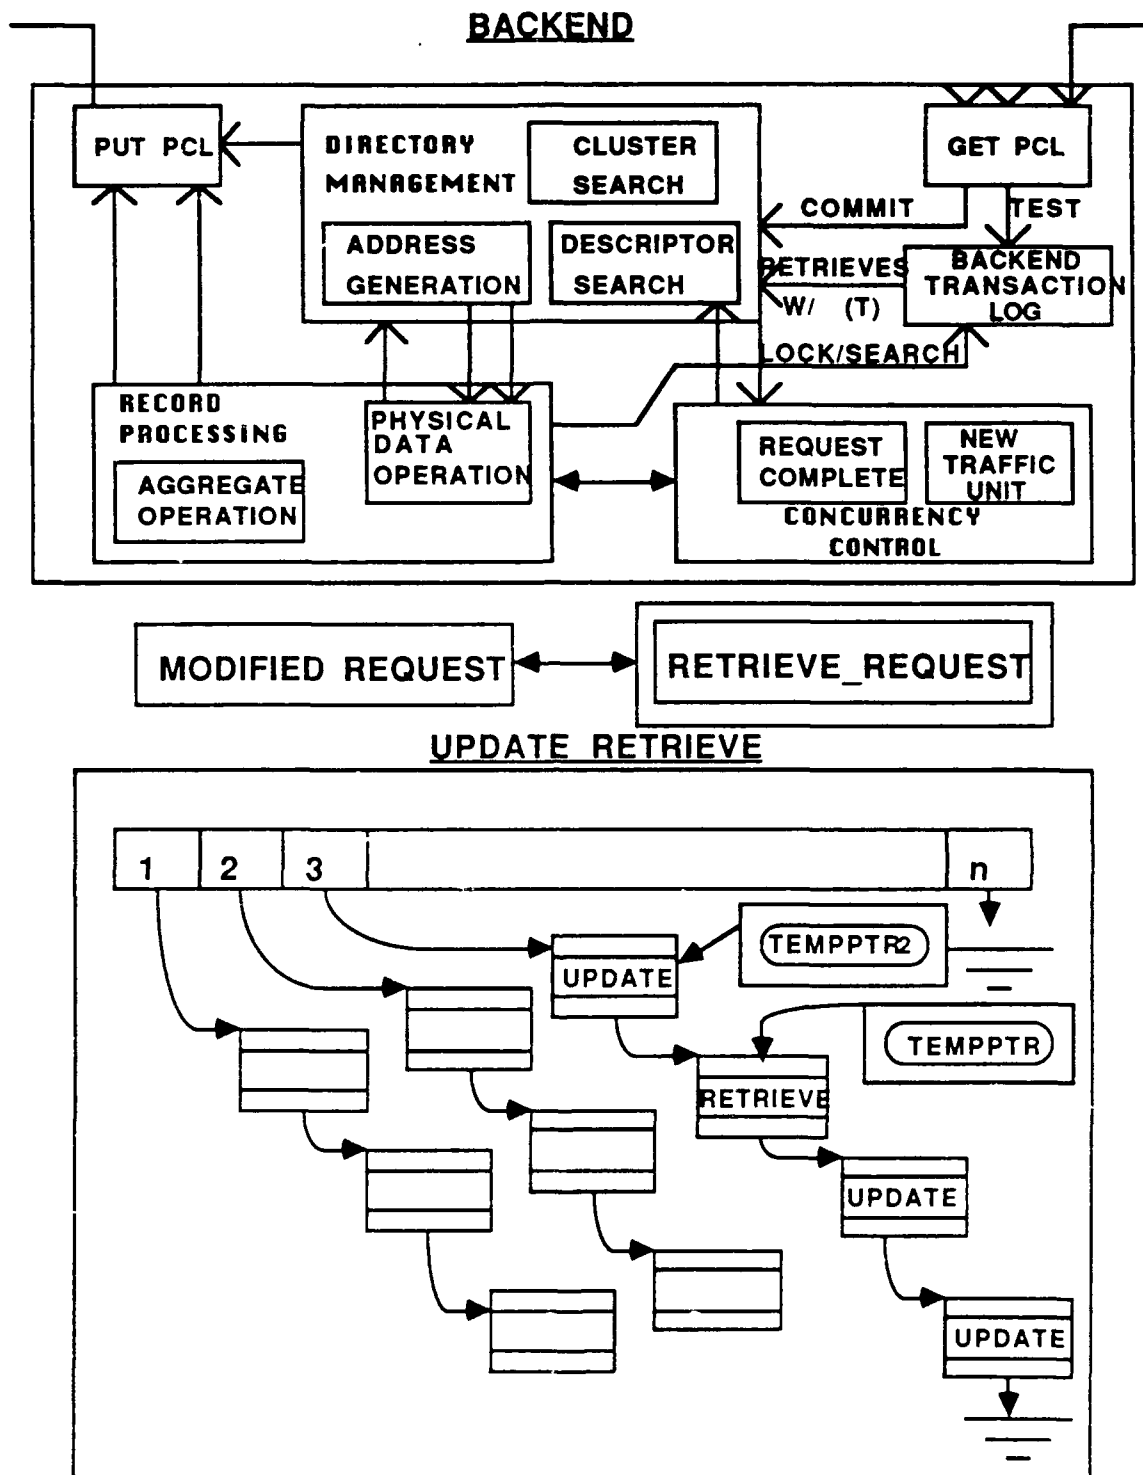 BACKEND
PUT PCL
DIRECTORY
MANAGEMENT
CLUSTER
SEARCH
GET PCL
COMMIT
TEST
ADDRESS
GENERATION
DESCRIPTOR
SEARCH
RETRIEVES
W/ (T)
BACKEND
TRANSACTION
LOG
LOCK/SEARCH
RECORD
PROCESSING
PHYSICAL
DATA
OPERATION
AGGREGATE
OPERATION
REQUEST
COMPLETE
NEW
TRAFFIC
UNIT
CONCURRENCY
CONTROL
MODIFIED REQUEST
RETRIEVE_REQUEST
UPDATE RETRIEVE
1 2 3 n
TEMPPTR2
UPDATE
TEMPPTR
RETRIEVE
UPDATE
UPDATE